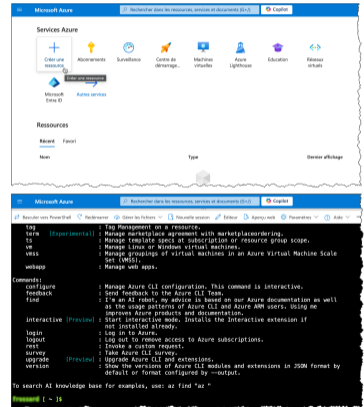 Microsoft Azure
Rechercher dans les ressources, services et documents (G+/)
Copilot
Services Azure
Créer une ressource
Abonnements
Surveillance
Centre de démarrage...
Machines virtuelles
Azure Lighthouse
Education
Réseaux virtuels
Créer une ressource
Microsoft Entra ID
Autres services
Ressources
Récent Favori
Nom Type Dernier affichage
Microsoft Azure
Rechercher dans les ressources, services et documents (G+/)
Copilot
Basculer vers PowerShell Redémarrer Gérer les fichiers Nouvelle session Éditeur Aperçu web Paramètres Aide
tag : Tag Management on a resource.
term [Experimental] : Manage marketplace agreement with marketplaceordering.
ts : Manage template specs at subscription or resource group scope.
vm : Manage Linux or Windows virtual machines.
vmss : Manage groupings of virtual machines in an Azure Virtual Machine Scale
Set (VMSS).
webapp : Manage web apps.
Commands:
configure : Manage Azure CLI configuration. This command is interactive.
feedback : Send feedback to the Azure CLI Team.
find : I'm an AI robot, my advice is based on our Azure documentation as well
as the usage patterns of Azure CLI and Azure ARM users. Using me
improves Azure products and documentation.
interactive [Preview] : Start interactive mode. Installs the Interactive extension if
not installed already.
login : Log in to Azure.
logout : Log out to remove access to Azure subscriptions.
rest : Invoke a custom request.
survey : Take Azure CLI survey.
upgrade [Preview] : Upgrade Azure CLI and extensions.
version : Show the versions of Azure CLI modules and extensions in JSON format by
default or format configured by --output.
To search AI knowledge base for examples, use: az find "az "
frossard [ ~ ]$